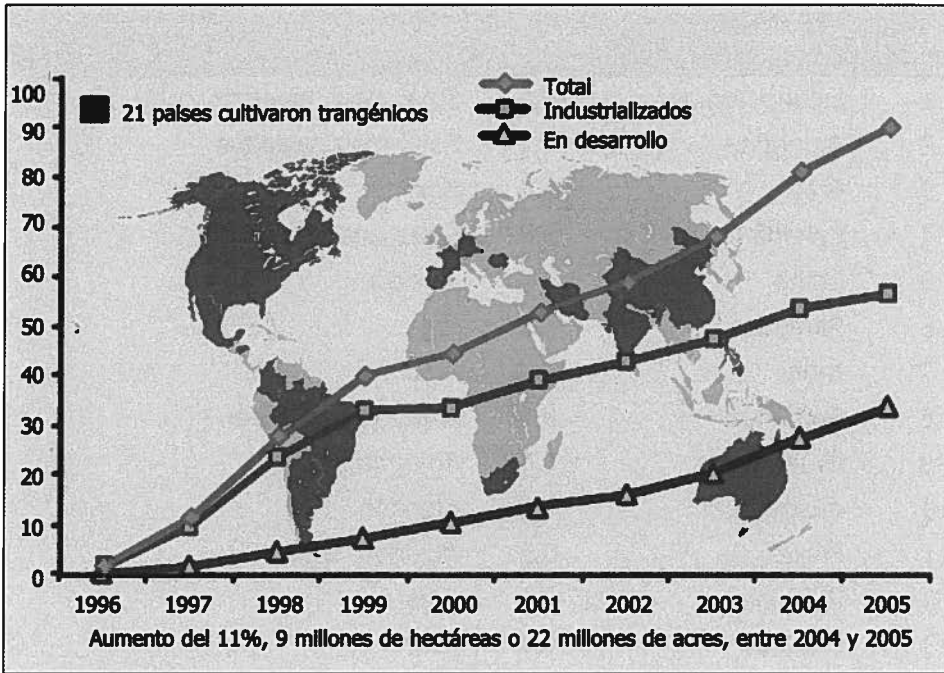 100
90
80
70
60
50
40
30
20
10
0
21 paises cultivaron trangénicos
Total
Industrializados
En desarrollo
1996 1997 1998 1999 2000 2001 2002 2003 2004 2005
Aumento del 11%, 9 millones de hectáreas o 22 millones de acres, entre 2004 y 2005